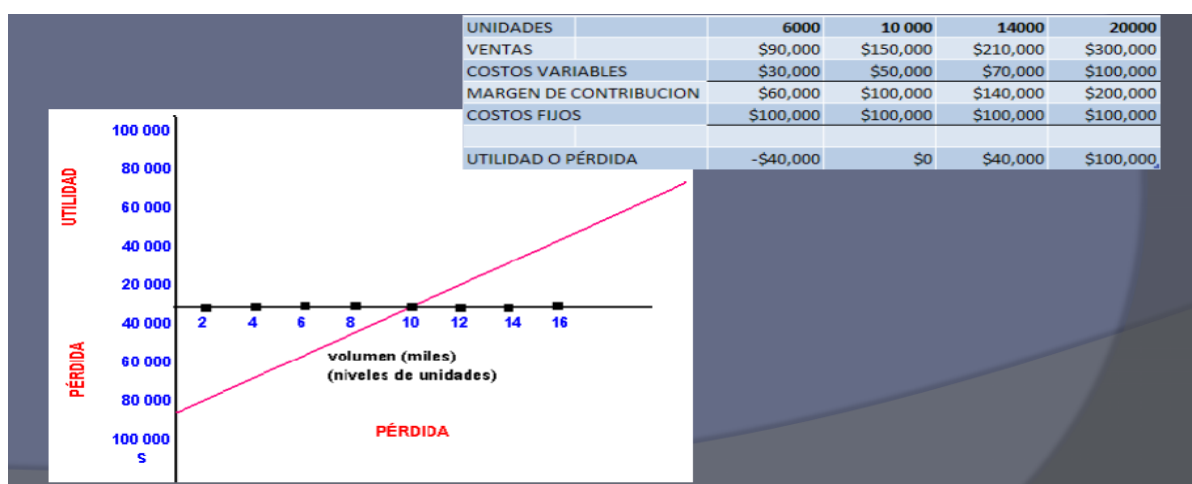 UNIDADES 6000 10 000 14000 20000
VENTAS $90,000 $150,000 $210,000 $300,000
COSTOS VARIABLES $30,000 $50,000 $70,000 $100,000
MARGEN DE CONTRIBUCION $60,000 $100,000 $140,000 $200,000
COSTOS FIJOS $100,000 $100,000 $100,000 $100,000
UTILIDAD O PÉRDIDA -$40,000 $0 $40,000 $100,000
UTILIDAD
PÉRDIDA
100 000
80 000
60 000
40 000
20 000
40 000
60 000
80 000
100 000
S
2 4 6 8 10 12 14 16
volumen (miles)
(niveles de unidades)
PÉRDIDA